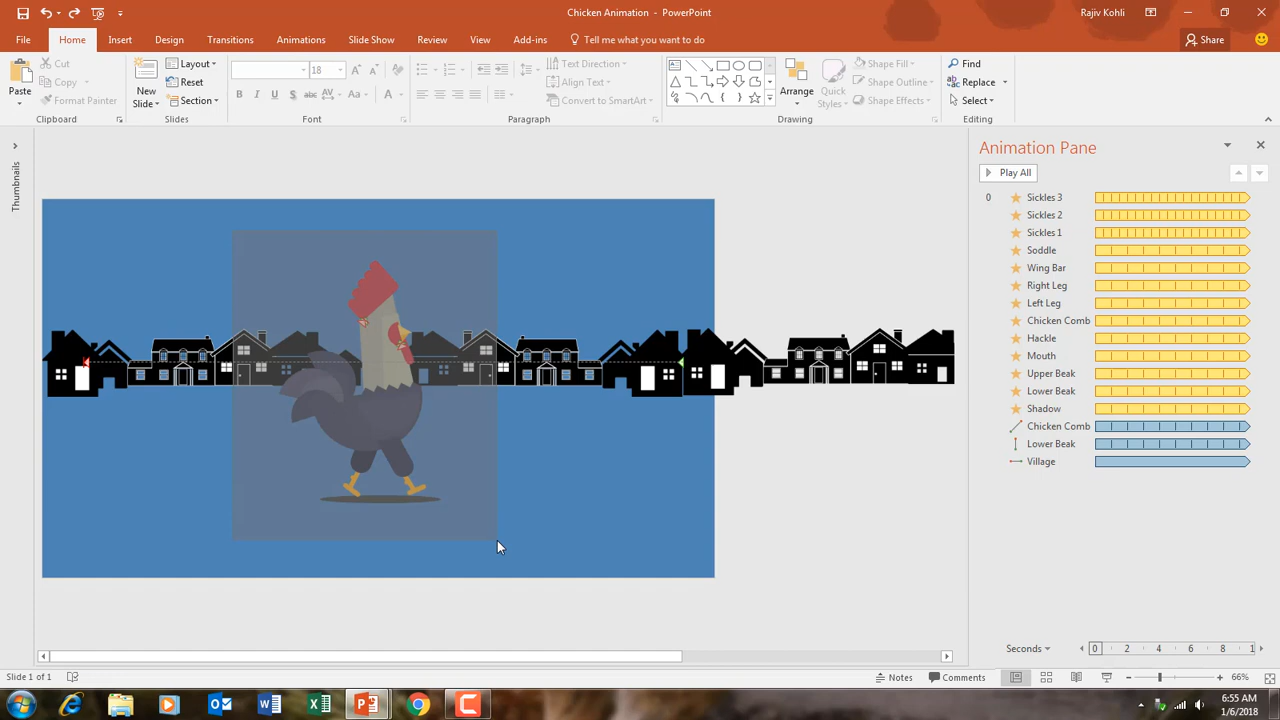 Chicken Animation - PowerPoint
Rajiv Kohli
File Home Insert Design Transitions Animations Slide Show Review View Add-ins Tell me what you want to do Share
Paste
Cut
Copy
Format Painter
Clipboard
New Slide
Layout
Reset
Section
Slides
18
B I U S abc AV Aa A
Font
Text Direction
Align Text
Convert to SmartArt
Paragraph
Arrange
Quick Styles
Shape Fill
Shape Outline
Shape Effects
Drawing
Find
Replace
Select
Editing
Thumbnails
Animation Pane
Play All
0 Sickles 3
Sickles 2
Sickles 1
Soddle
Wing Bar
Right Leg
Left Leg
Chicken Comb
Hackle
Mouth
Upper Beak
Lower Beak
Shadow
Chicken Comb
Lower Beak
Village
Seconds 0 2 4 6 8 1
Slide 1 of 1
Notes Comments 66%
6:55 AM
1/6/2018